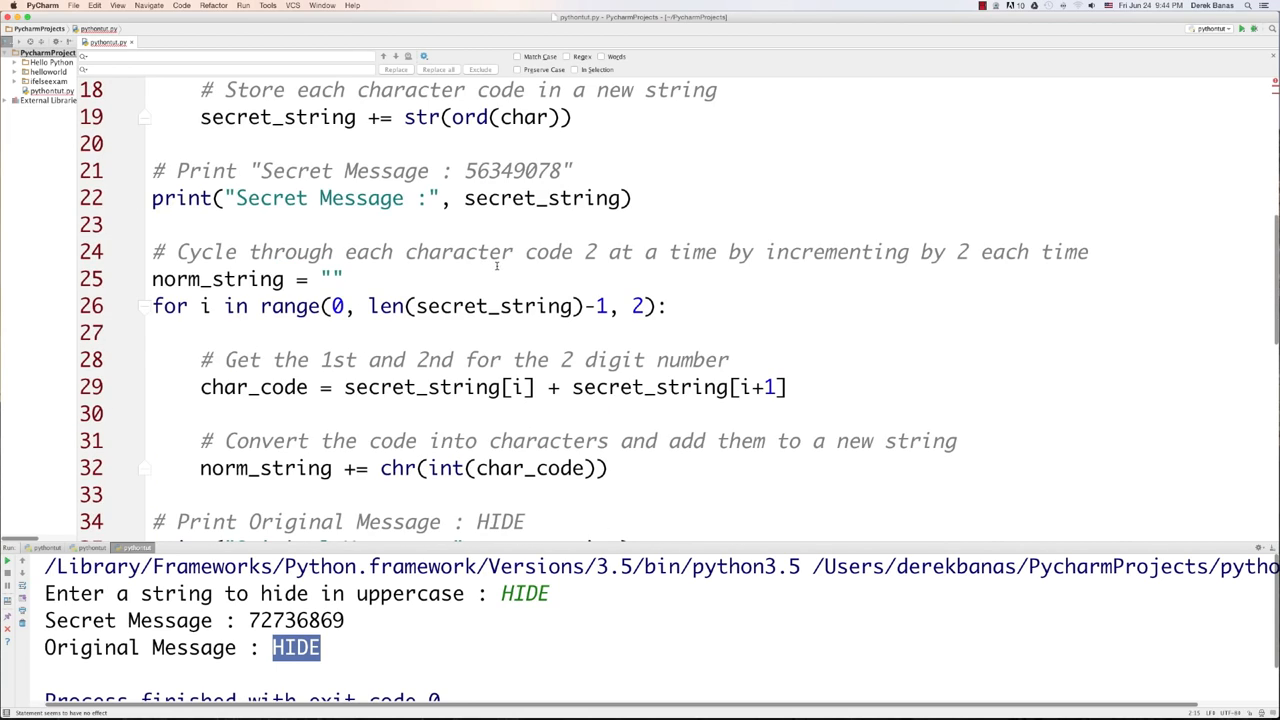 PyCharm File Edit View Navigate Code Refactor Run Tools VCS Window Help Fri Jun 24 9:44 PM Derek Banas
pythontut.py - PyCharmProjects - [~/PycharmProjects]
PycharmProjects pythontut.py pythontut
pythontut.py
PycharmProject
Hello Python
helloworld
ifelseexam
pythontut.py
External Librarie
Match Case Regex Words
Replace Replace all Exclude Preserve Case In Selection
18 # Store each character code in a new string
19 secret_string += str(ord(char))
20
21 # Print "Secret Message : 56349078"
22 print("Secret Message :", secret_string)
23
24 # Cycle through each character code 2 at a time by incrementing by 2 each time
25 norm_string = ""
26 for i in range(0, len(secret_string)-1, 2):
27
28 # Get the 1st and 2nd for the 2 digit number
29 char_code = secret_string[i] + secret_string[i+1]
30
31 # Convert the code into characters and add them to a new string
32 norm_string += chr(int(char_code))
33
34 # Print Original Message : HIDE
Run: pythontut pythontut pythontut
/Library/Frameworks/Python.framework/Versions/3.5/bin/python3.5 /Users/derekbanas/PycharmProjects/pytho
Enter a string to hide in uppercase : HIDE
Secret Message : 72736869
Original Message : HIDE
Process finished with exit code 0
Statement seems to have no effect 2:15 LF UTF-8